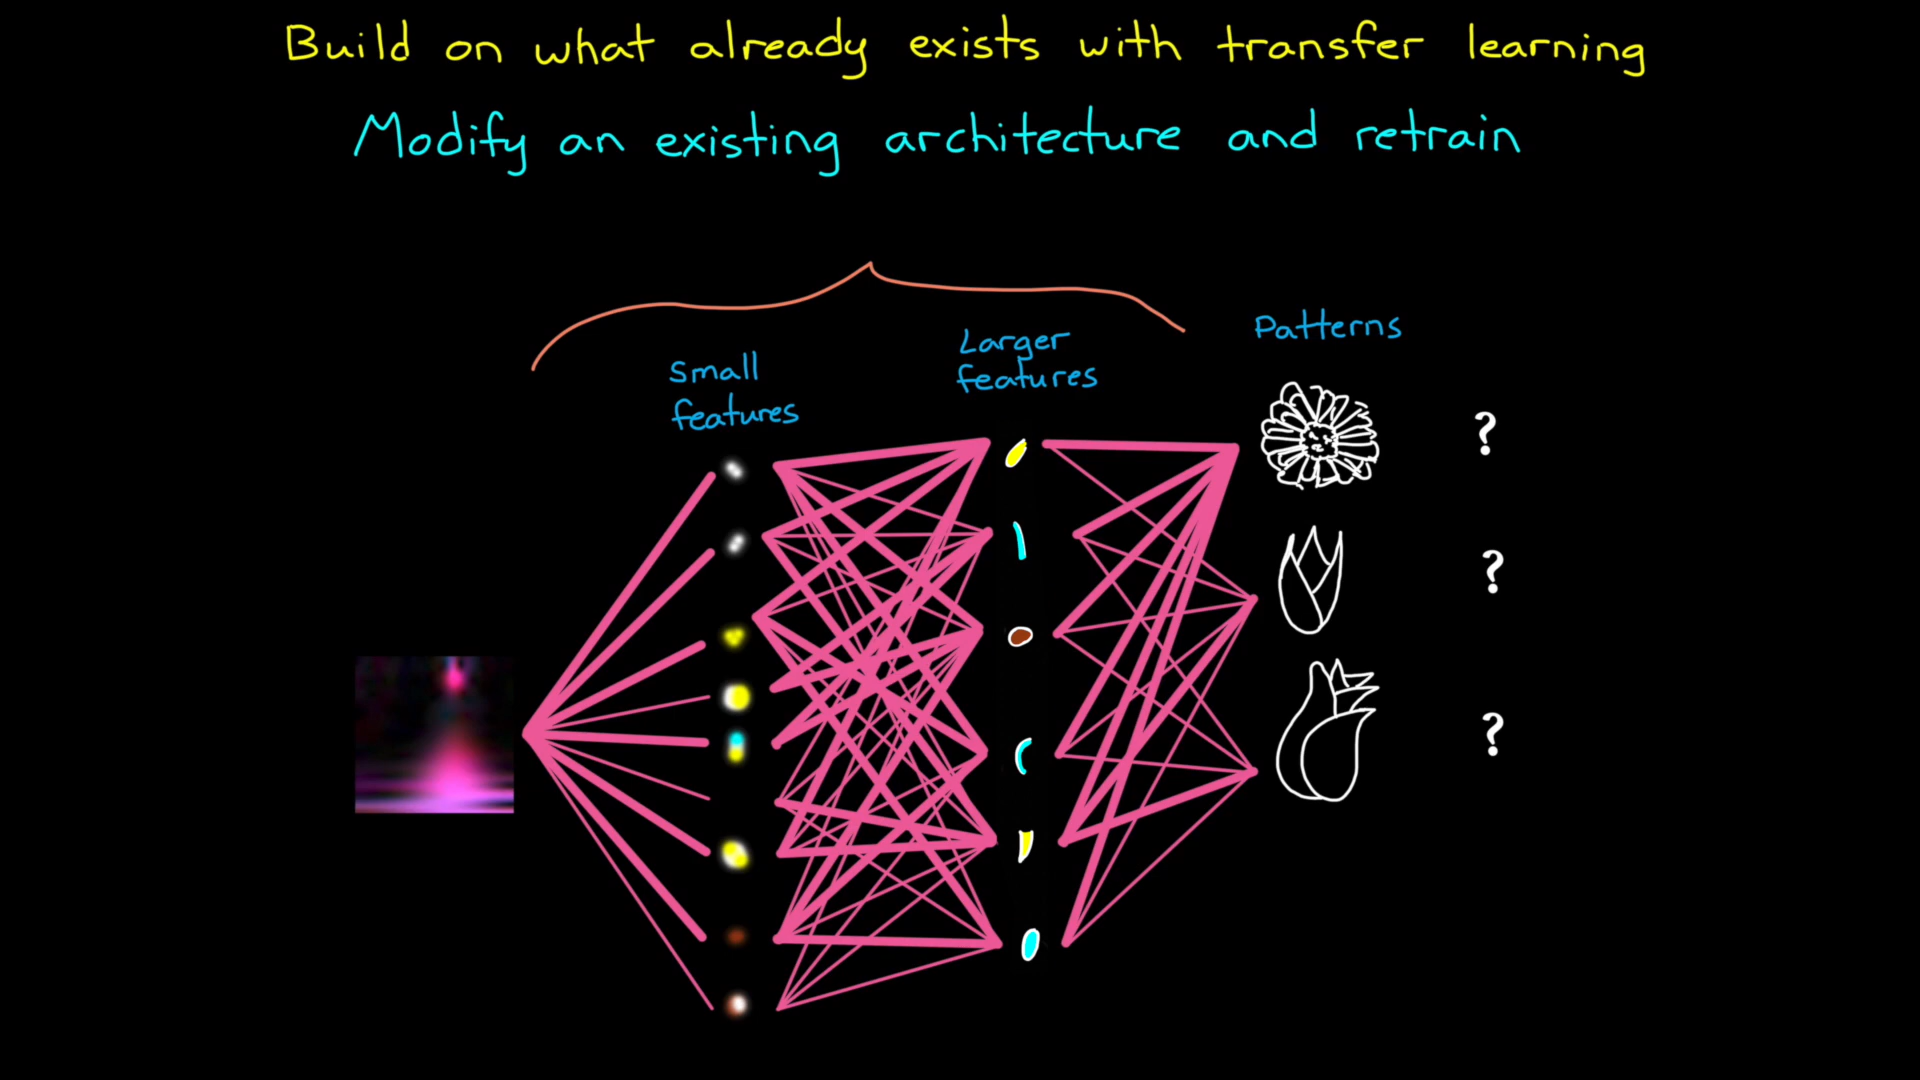 Build on what already exists with transfer learning
Modify an existing architecture and retrain
Small
features
Larger
features
Patterns
?
?
?